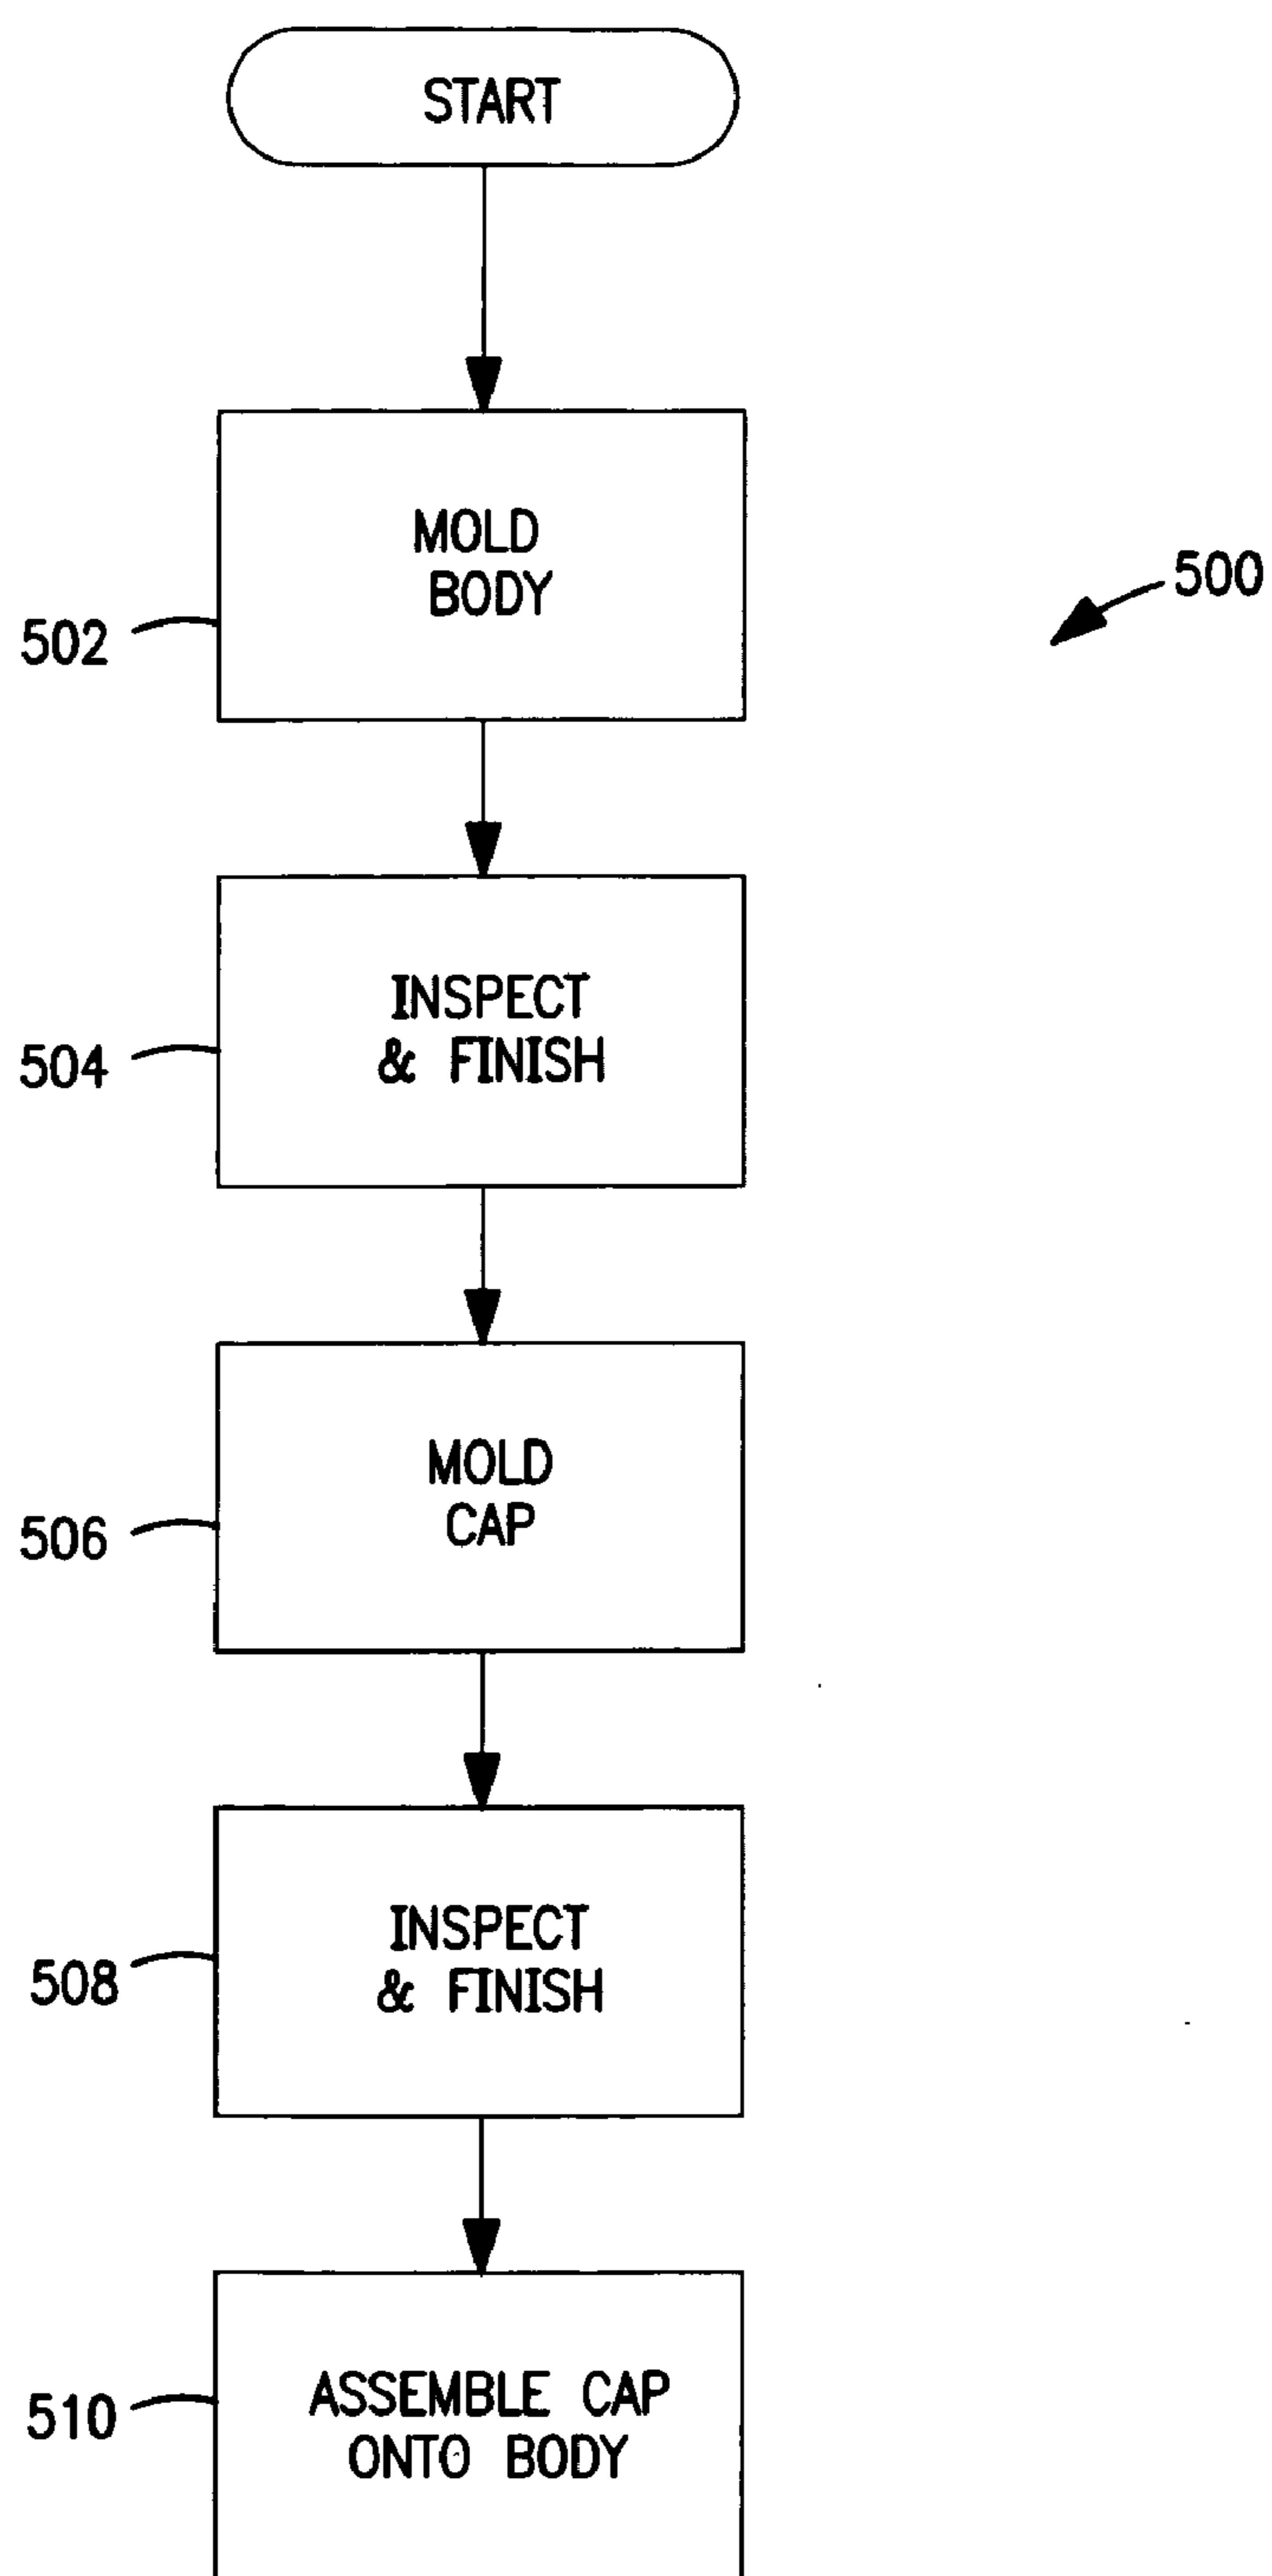 START
MOLD
BODY
502
500
INSPECT
& FINISH
504
MOLD
CAP
506
INSPECT
& FINISH
508
ASSEMBLE CAP
ONTO BODY
510